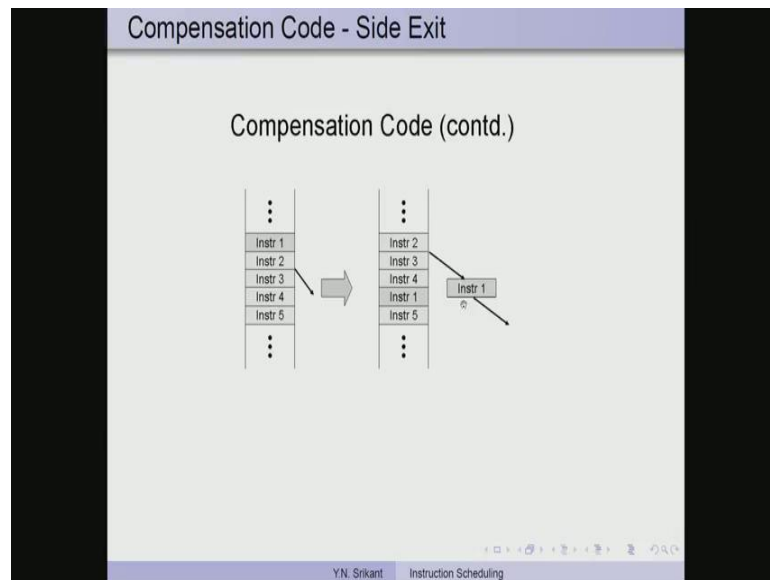 Compensation Code - Side Exit
Compensation Code (contd.)
Instr 1
Instr 2
Instr 3
Instr 4
Instr 5
Instr 2
Instr 3
Instr 4
Instr 1
Instr 5
Instr 1
Y.N. Srikant Instruction Scheduling